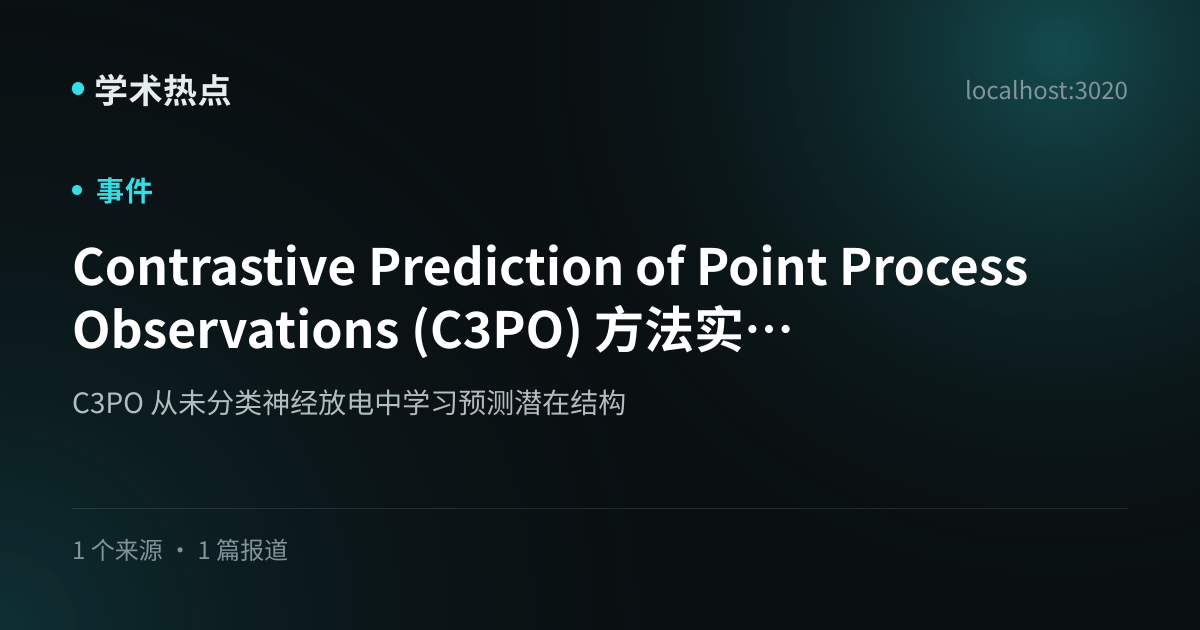 学术热点
localhost:3020
事件
Contrastive Prediction of Point Process
Observations (C3PO) 方法实…
C3PO 从未分类神经放电中学习预测潜在结构
1 个来源 · 1 篇报道